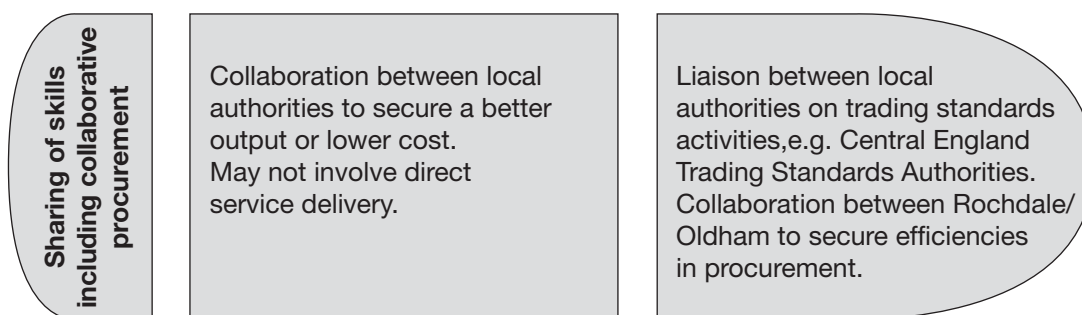 Sharing of skills
including collaborative
procurement
Collaboration between local
authorities to secure a better
output or lower cost.
May not involve direct
service delivery.
Liaison between local
authorities on trading standards
activities,e.g. Central England
Trading Standards Authorities.
Collaboration between Rochdale/
Oldham to secure efficiencies
in procurement.